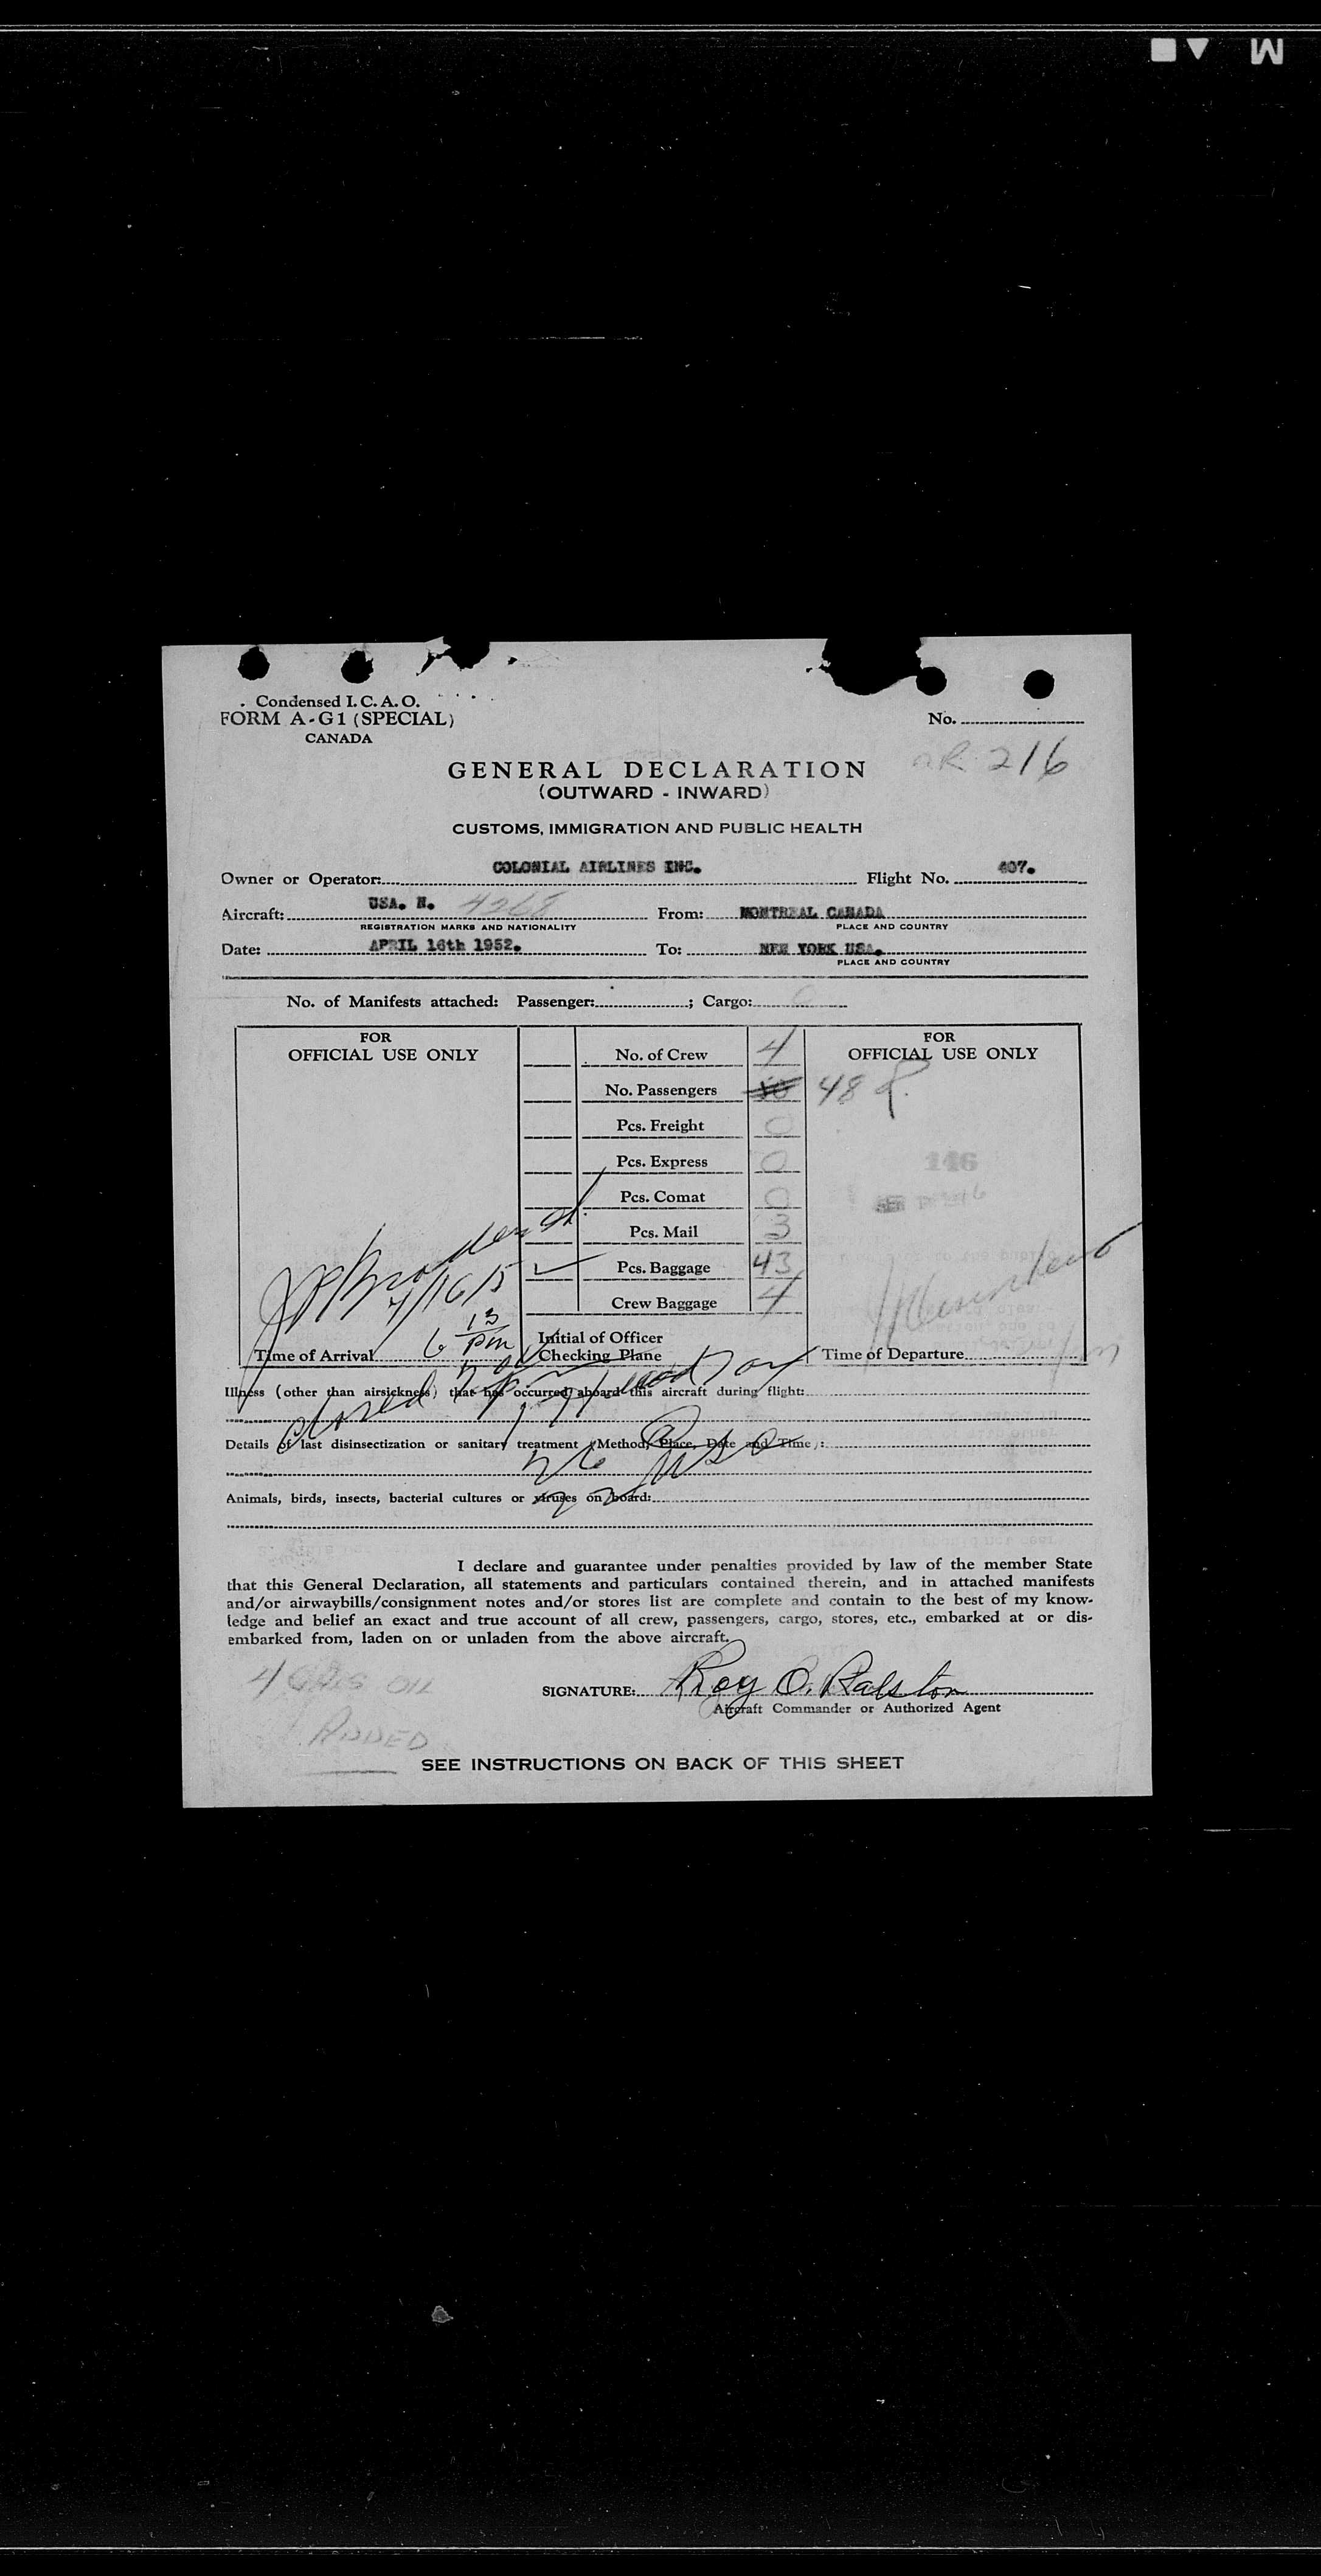 Condensed I. C. A. O.
FORM A-G1 (SPECIAL)
CANADA
No.
216
GENERAL DECLARATION
(OUTWARD - INWARD)
CUSTOMS, IMMIGRATION AND PUBLIC HEALTH
Owner or Operator: COLONIAL AIRLINES INC. Flight No. 407.
Aircraft: USA. N. 4268 From: MONTREAL CANADA
REGISTRATION MARKS AND NATIONALITY PLACE AND COUNTRY
Date: APRIL 16th 1952. To: NEW YORK USA.
PLACE AND COUNTRY
No. of Manifests attached: Passenger: ; Cargo:
FOR OFFICIAL USE ONLY
No. of Crew 4
No. Passengers 48
Pcs. Freight 0
Pcs. Express 0
Pcs. Comat 0
Pcs. Mail 3
Pcs. Baggage 43
Crew Baggage 4
FOR OFFICIAL USE ONLY
146
4/16/5
Time of Arrival 6 13 pm
Initial of Officer
Checking Plane
Time of Departure
Illness (other than airsickness) that has occurred aboard this aircraft during flight:
closed
Details of last disinsectization or sanitary treatment (Method, Place, Date and Time):
Animals, birds, insects, bacterial cultures or viruses on board:
I declare and guarantee under penalties provided by law of the member State
that this General Declaration, all statements and particulars contained therein, and in attached manifests
and/or airwaybills/consignment notes and/or stores list are complete and contain to the best of my know-
ledge and belief an exact and true account of all crew, passengers, cargo, stores, etc., embarked at or dis-
embarked from, laden on or unladen from the above aircraft.
4 GALS OIL
ADDED
SIGNATURE: Roy O. Ralston
Aircraft Commander or Authorized Agent
SEE INSTRUCTIONS ON BACK OF THIS SHEET